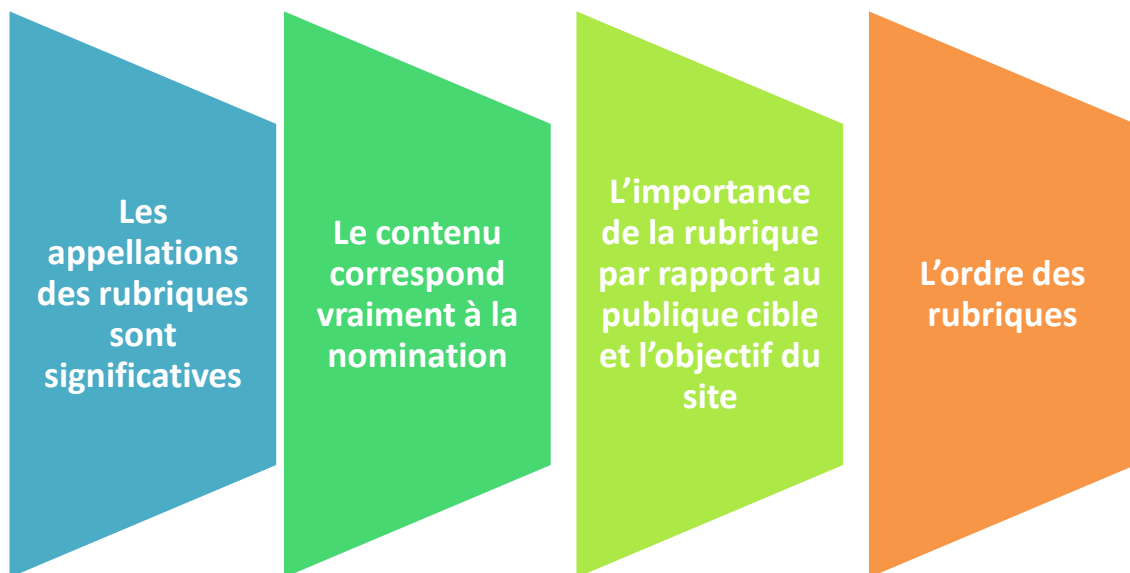 Les
appellations
des rubriques
sont
significatives
Le contenu
correspond
vraiment à la
nomination
L’importance
de la rubrique
par rapport au
publique cible
et l’objectif du
site
L’ordre des
rubriques